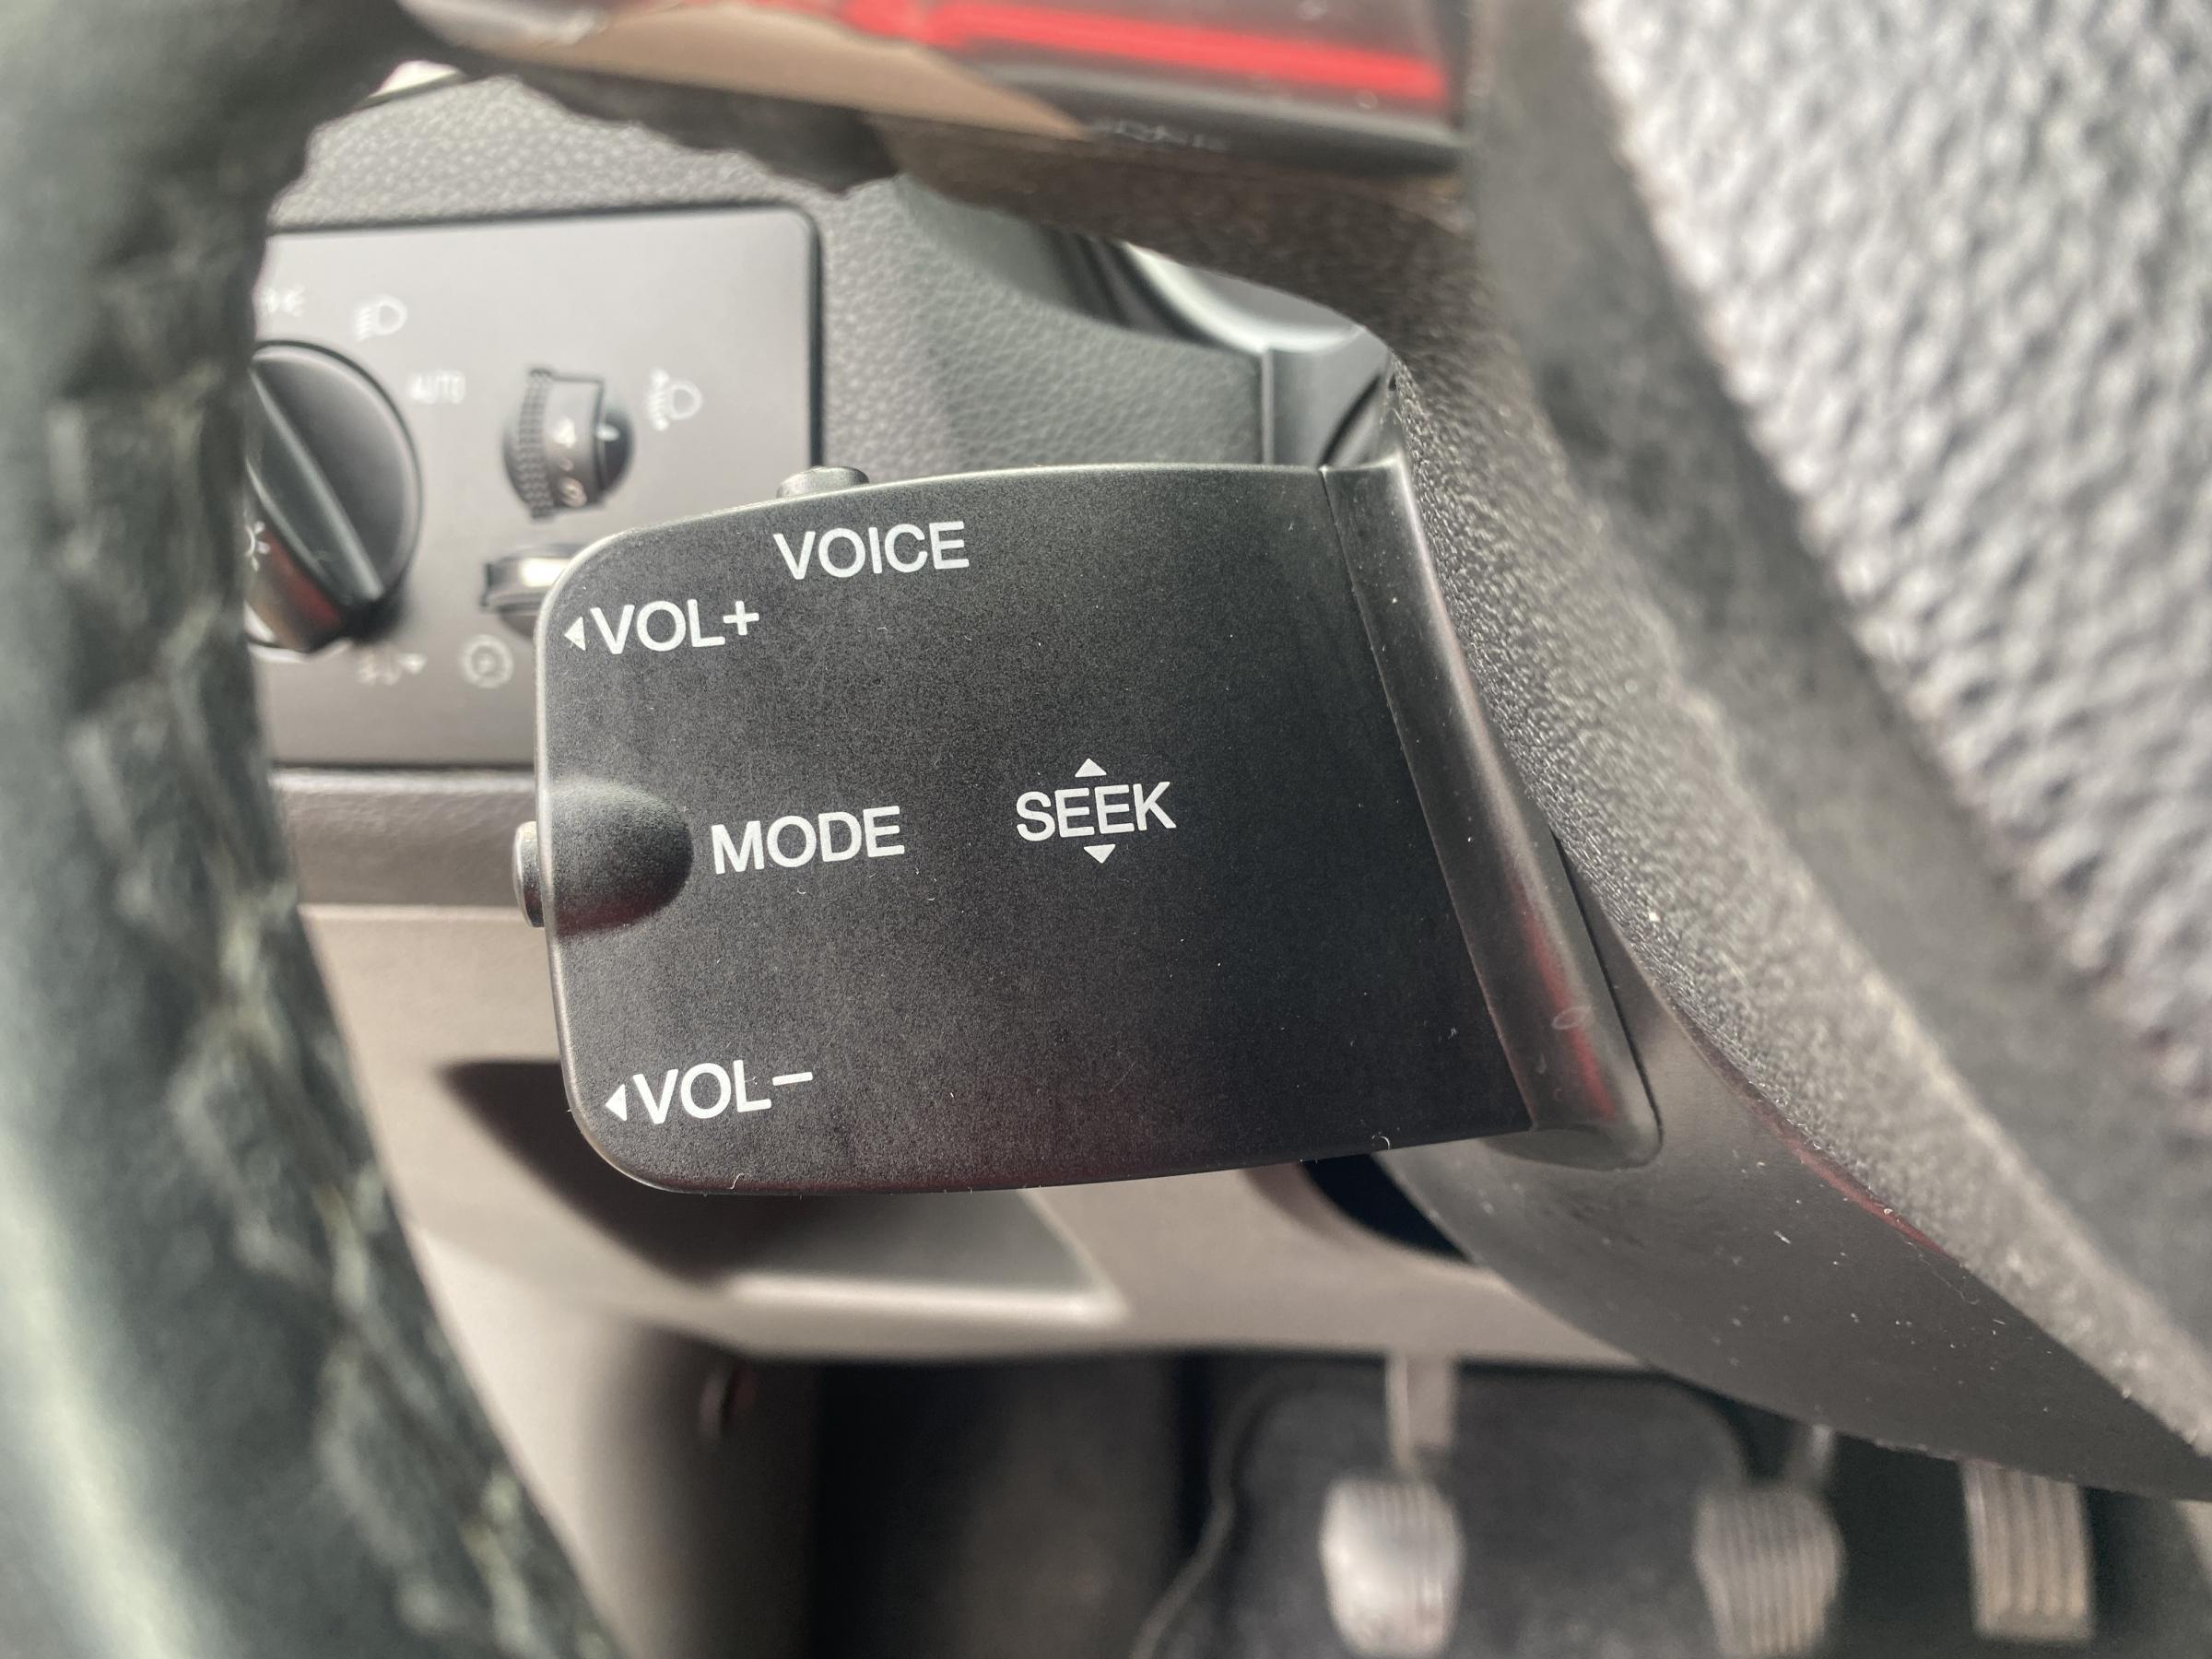 AUTO
VOICE
VOL+
MODE
SEEK
VOL−